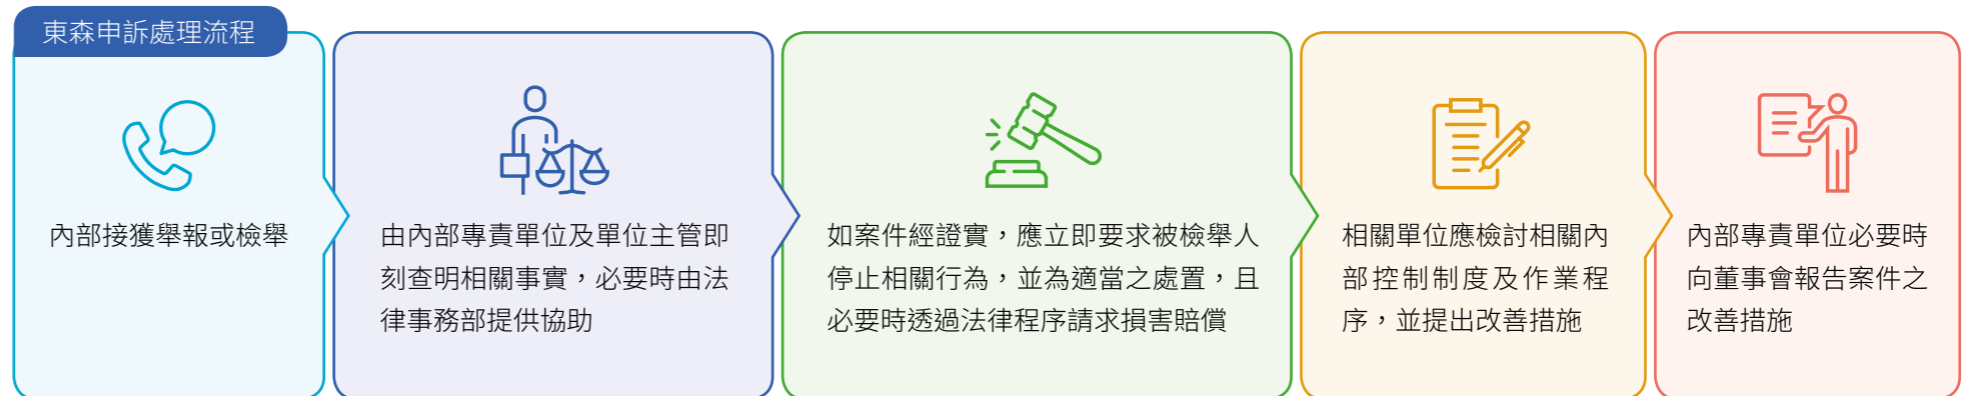 東森申訴處理流程
內部接獲舉報或檢舉
由內部專責單位及單位主管即
刻查明相關事實，必要時由法
律事務部提供協助
如案件經證實，應立即要求被檢舉人
停止相關行為，並為適當之處置，且
必要時透過法律程序請求損害賠償
相關單位應檢討相關內
部控制制度及作業程
序，並提出改善措施
內部專責單位必要時
向董事會報告案件之
改善措施